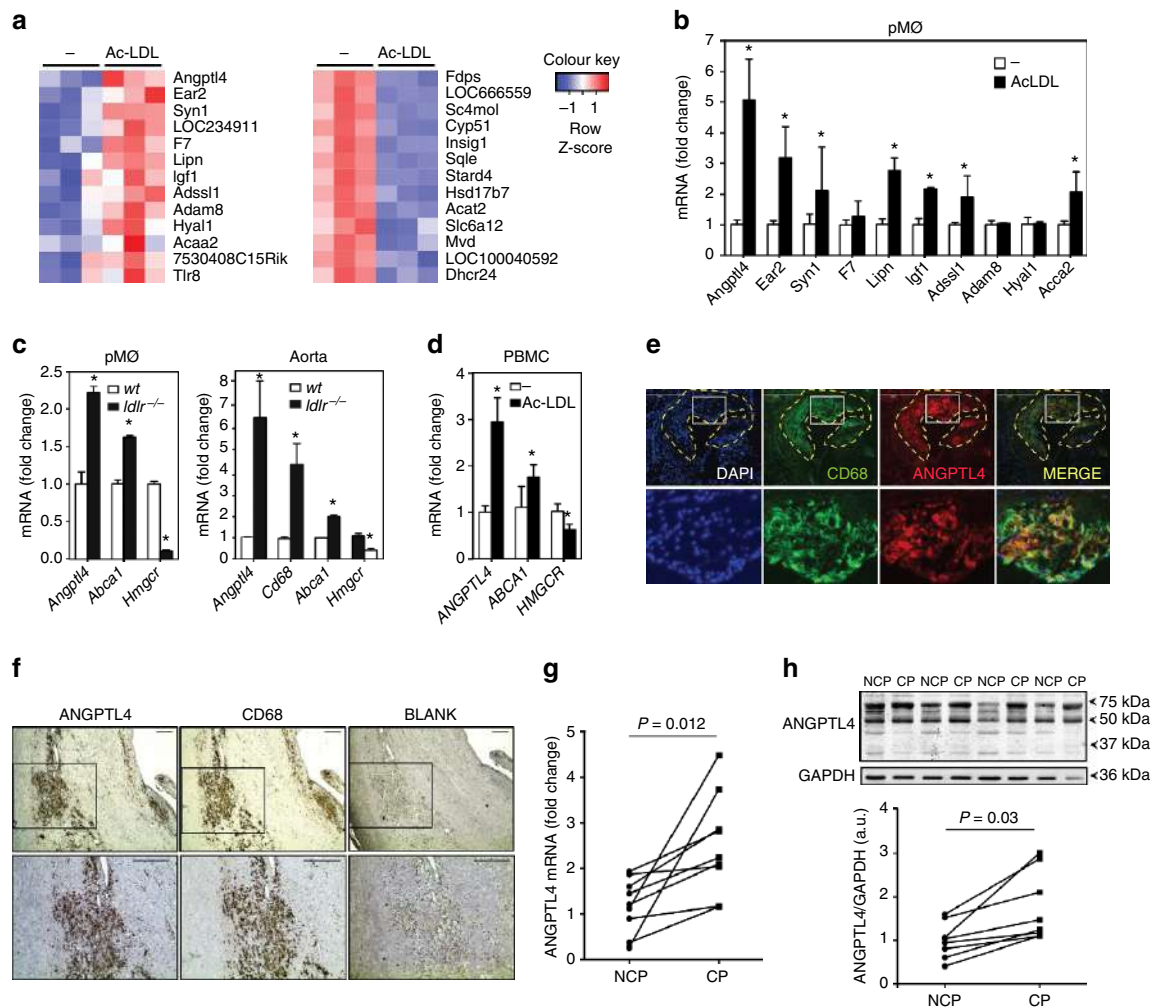 a
– Ac-LDL
Angptl4
Ear2
Syn1
LOC234911
F7
Lipn
Igf1
Adssl1
Adam8
Hyal1
Acaa2
7530408C15Rik
Tlr8
– Ac-LDL
Fdps
LOC666559
Sc4mol
Cyp51
Insig1
Sqle
Stard4
Hsd17b7
Acat2
Slc6a12
Mvd
LOC100040592
Dhcr24
Colour key
–1 1
Row
Z-score
b
pMØ
mRNA (fold change)
7
6
5
4
3
2
1
0
–
AcLDL
* * * * * * *
Angptl4 Ear2 Syn1 F7 Lipn Igf1 Adssl1 Adam8 Hyal1 Acca2
c
pMØ
mRNA (fold change)
2.5
2.0
1.5
1.0
0.5
0.0
wt
ldlr –/–
* * *
Angptl4 Abca1 Hmgcr
Aorta
mRNA (fold change)
8
7
6
5
4
3
2
1
0
wt
ldlr –/–
* * * *
Angptl4 Cd68 Abca1 Hmgcr
d
PBMC
mRNA (fold change)
4
3
2
1
0
–
Ac-LDL
* * *
ANGPTL4 ABCA1 HMGCR
e
DAPI CD68 ANGPTL4 MERGE
f
ANGPTL4 CD68 BLANK
g
P = 0.012
ANGPTL4 mRNA (fold change)
5
4
3
2
1
0
NCP CP
h
NCP CP NCP CP NCP CP NCP CP
ANGPTL4
75 kDa
50 kDa
37 kDa
GAPDH
36 kDa
P = 0.03
ANGPTL4/GAPDH (a.u.)
4
3
2
1
0
NCP CP